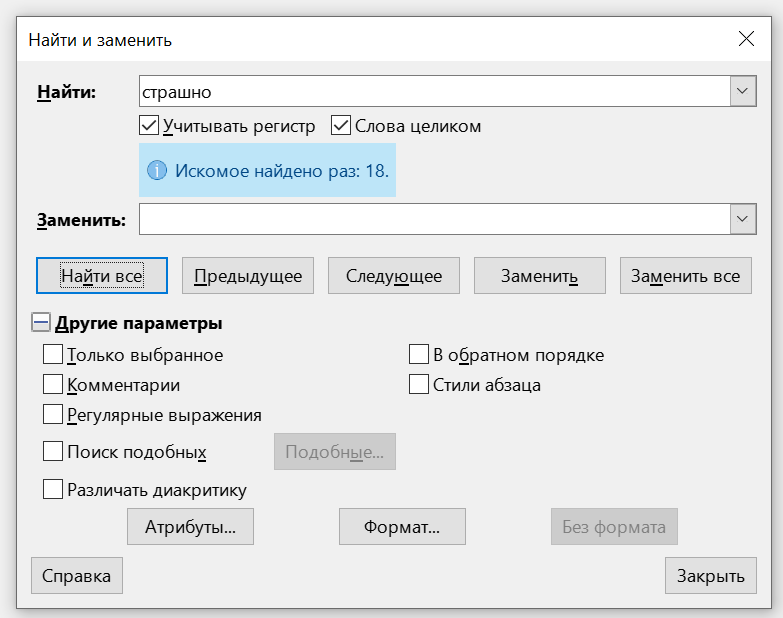 Найти и заменить
Найти: страшно
Учитывать регистр Слова целиком
Искомое найдено раз: 18.
Заменить:
Найти все Предыдущее Следующее Заменить Заменить все
Другие параметры
Только выбранное В обратном порядке
Комментарии Стили абзаца
Регулярные выражения
Поиск подобных Подобные...
Различать диакритику
Атрибуты... Формат... Без формата
Справка Закрыть